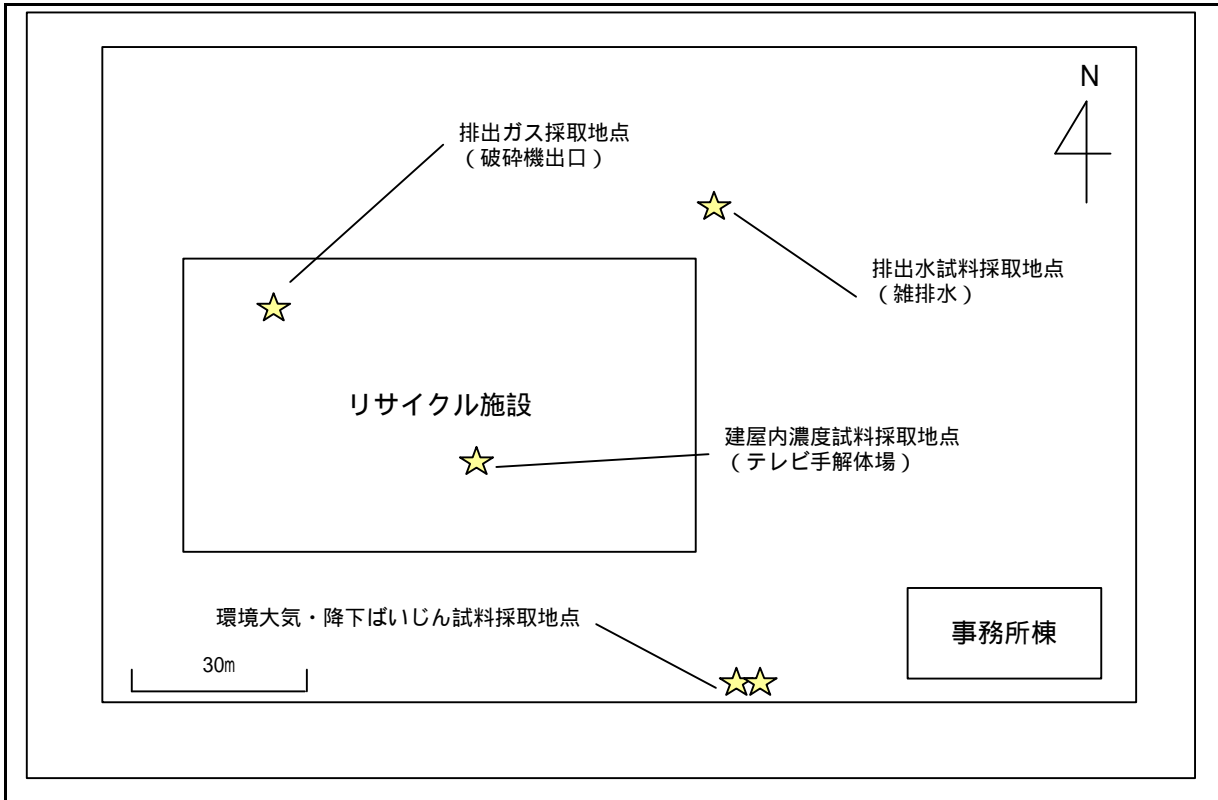 N
排出ガス採取地点
（破砕機出口）
排出水試料採取地点
（雑排水）
リサイクル施設
建屋内濃度試料採取地点
（テレビ手解体場）
環境大気・降下ばいじん試料採取地点
事務所棟
30m